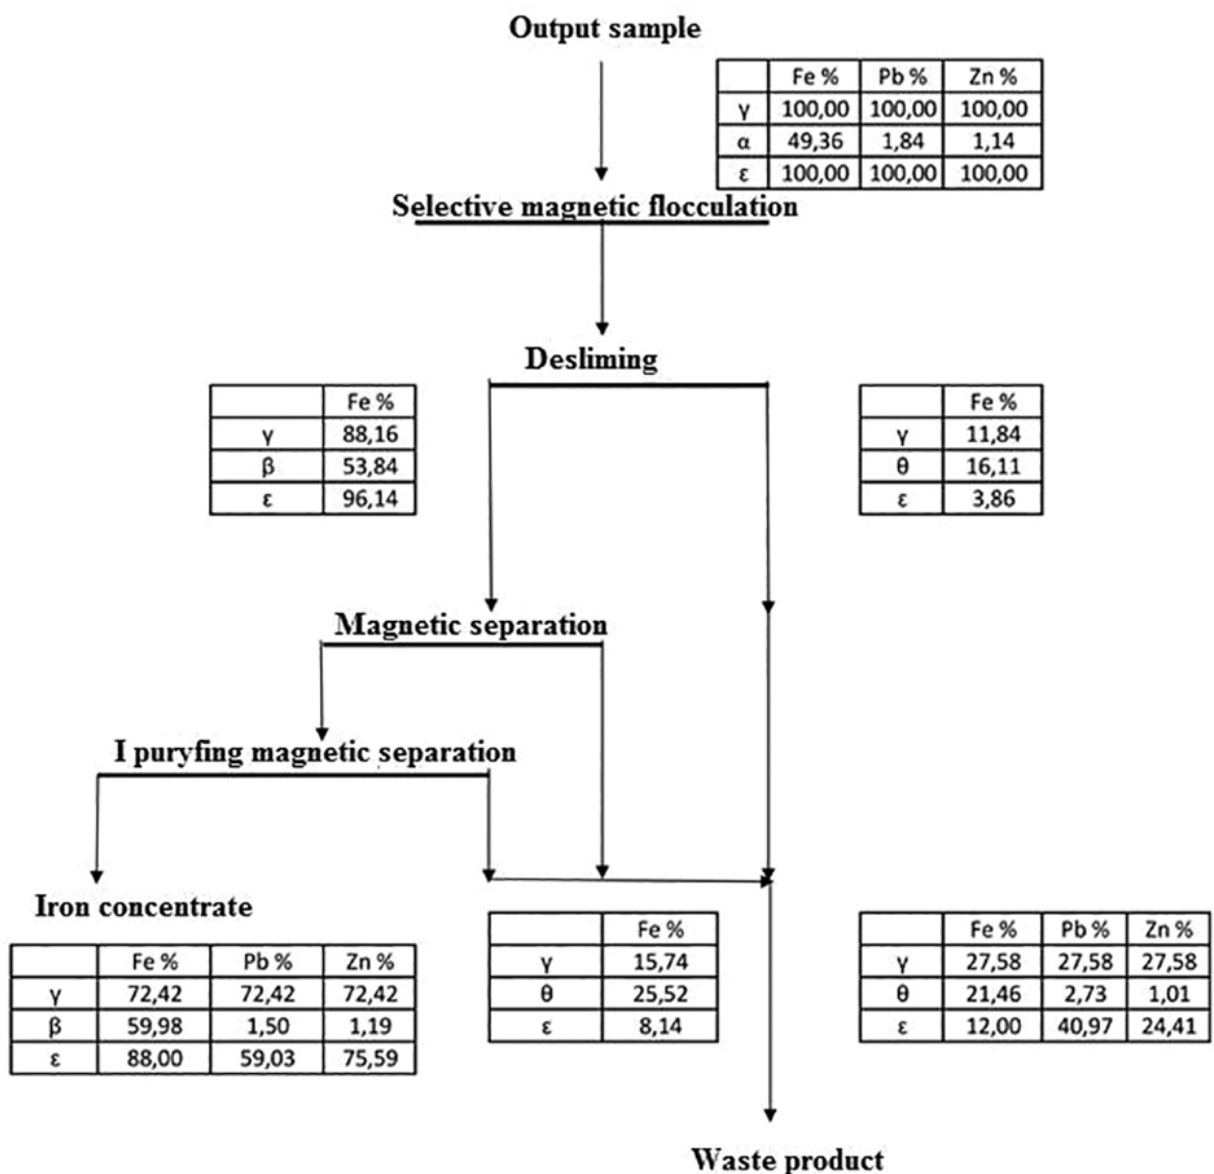 Output sample
Fe % Pb % Zn %
γ 100,00 100,00 100,00
α 49,36 1,84 1,14
ε 100,00 100,00 100,00
Selective magnetic flocculation
Desliming
Fe %
γ 88,16
β 53,84
ε 96,14
Fe %
γ 11,84
θ 16,11
ε 3,86
Magnetic separation
I puryfing magnetic separation
Iron concentrate
Fe % Pb % Zn %
γ 72,42 72,42 72,42
β 59,98 1,50 1,19
ε 88,00 59,03 75,59
Fe %
γ 15,74
θ 25,52
ε 8,14
Fe % Pb % Zn %
γ 27,58 27,58 27,58
θ 21,46 2,73 1,01
ε 12,00 40,97 24,41
Waste product